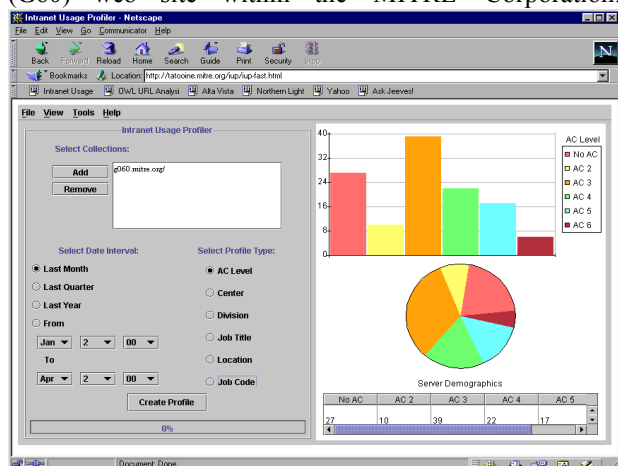 (G60) web site within the MITRE Corporation.
Intranet Usage Profiler - Netscape
File Edit View Go Communicator Help
Back Forward Reload Home Search Guide Print Security Stop
Bookmarks Location: http://tatooine.mitre.org/iup/iup-fast.html
Intranet Usage OWL URL Analysi Alta Vista Northern Light Yahoo Ask Jeeves!
File View Tools Help
Intranet Usage Profiler
Select Collections:
Add
Remove
g060.mitre.org/
Select Date Interval:
Last Month
Last Quarter
Last Year
From
Jan 2 00
To
Apr 2 00
Select Profile Type:
AC Level
Center
Division
Job Title
Location
Job Code
Create Profile
0%
40
32
24
16
8
0
AC Level
No AC
AC 2
AC 3
AC 4
AC 5
AC 6
Server Demographics
No AC AC 2 AC 3 AC 4 AC 5
27 10 39 22 17
Document: Done